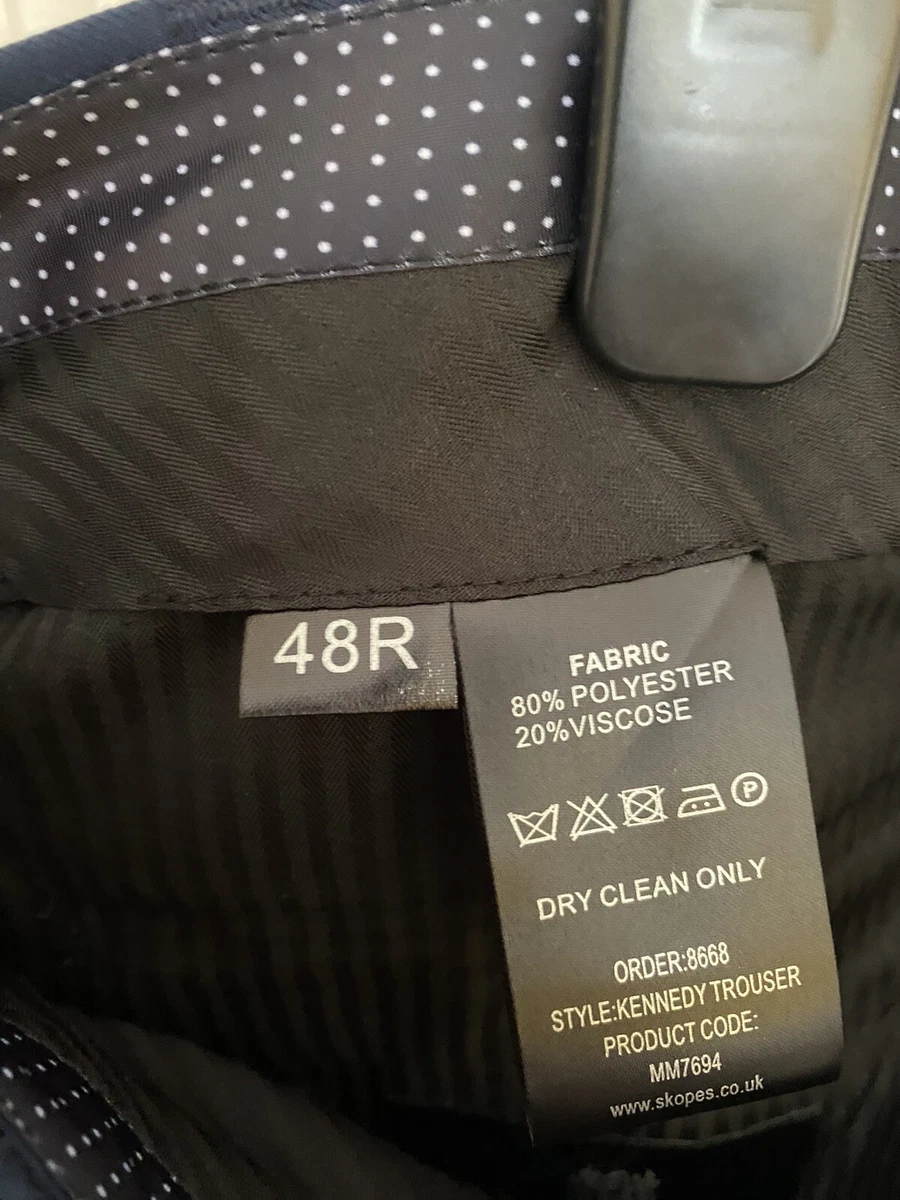 48R
FABRIC
80% POLYESTER
20%VISCOSE
P
DRY CLEAN ONLY
ORDER:8668
STYLE:KENNEDY TROUSER
PRODUCT CODE:
MM7694
www.skopes.co.uk